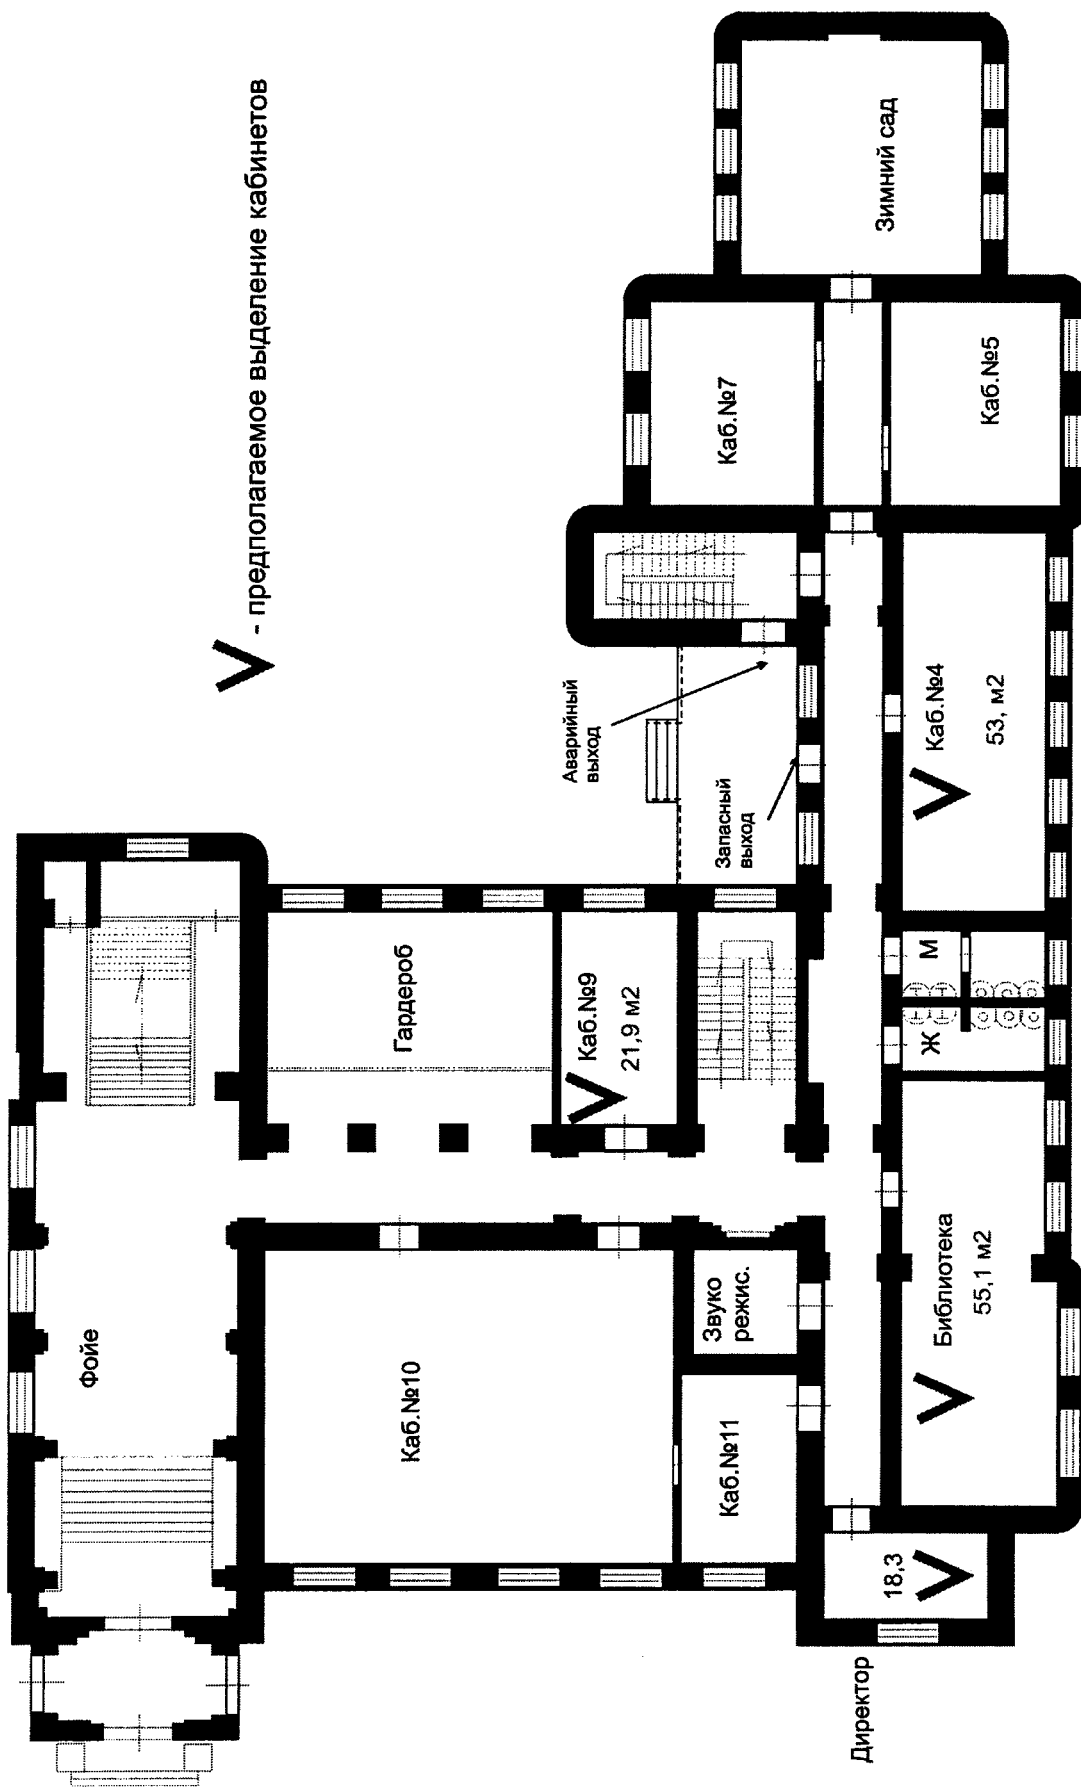 V - предполагаемое выделение кабинетов
Фойе
Гардероб
Каб.№9
21,9 м2
V
Каб.№10
Звуко
режис.
Каб.№11
Аварийный
выход
Запасный
выход
Каб.№7
Зимний сад
Каб.№5
Каб.№4
53, м2
V
М
Ж
Библиотека
55,1 м2
V
18,3
V
Директор